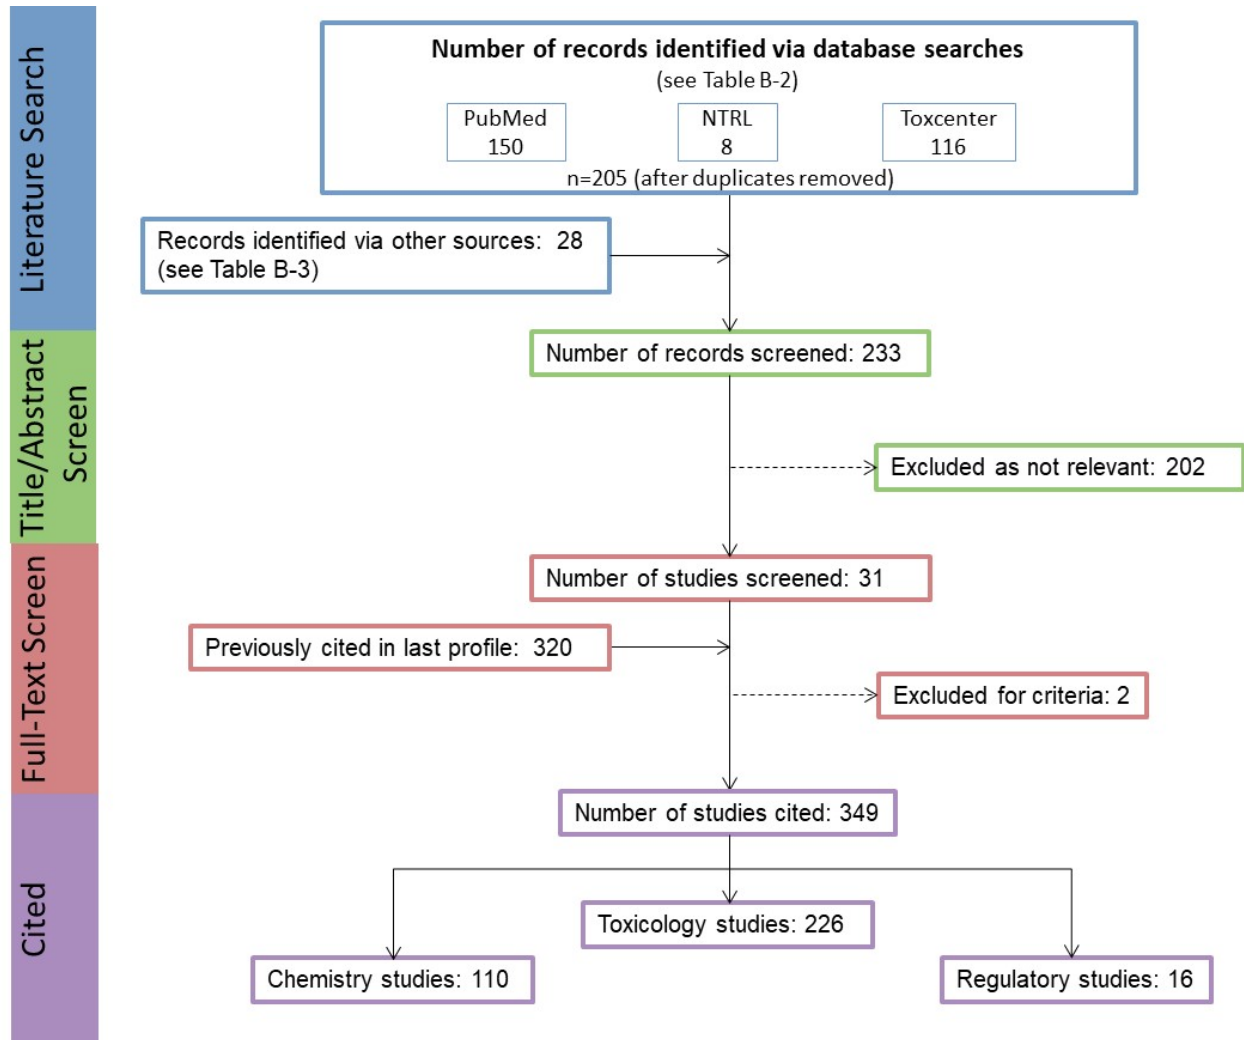 Literature Search
Number of records identified via database searches
(see Table B-2)
PubMed
150
NTRL
8
Toxcenter
116
n=205 (after duplicates removed)
Records identified via other sources: 28
(see Table B-3)
Title/Abstract
Screen
Number of records screened: 233
Excluded as not relevant: 202
Full-Text Screen
Number of studies screened: 31
Previously cited in last profile: 320
Excluded for criteria: 2
Cited
Number of studies cited: 349
Toxicology studies: 226
Chemistry studies: 110
Regulatory studies: 16